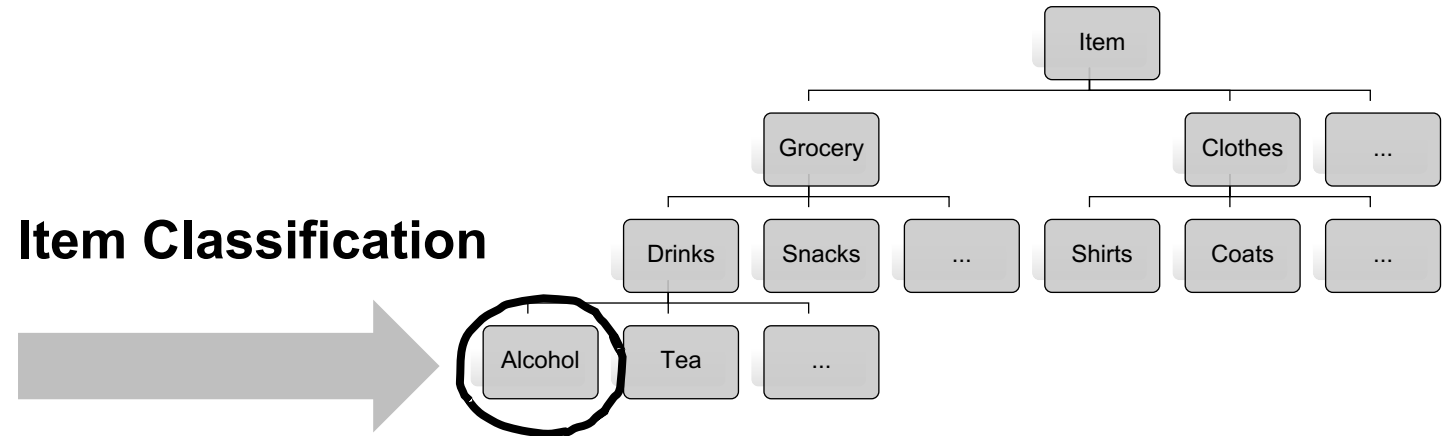 Item
Grocery
Clothes
...
Item Classification
Drinks
Snacks
...
Shirts
Coats
...
Alcohol
Tea
...